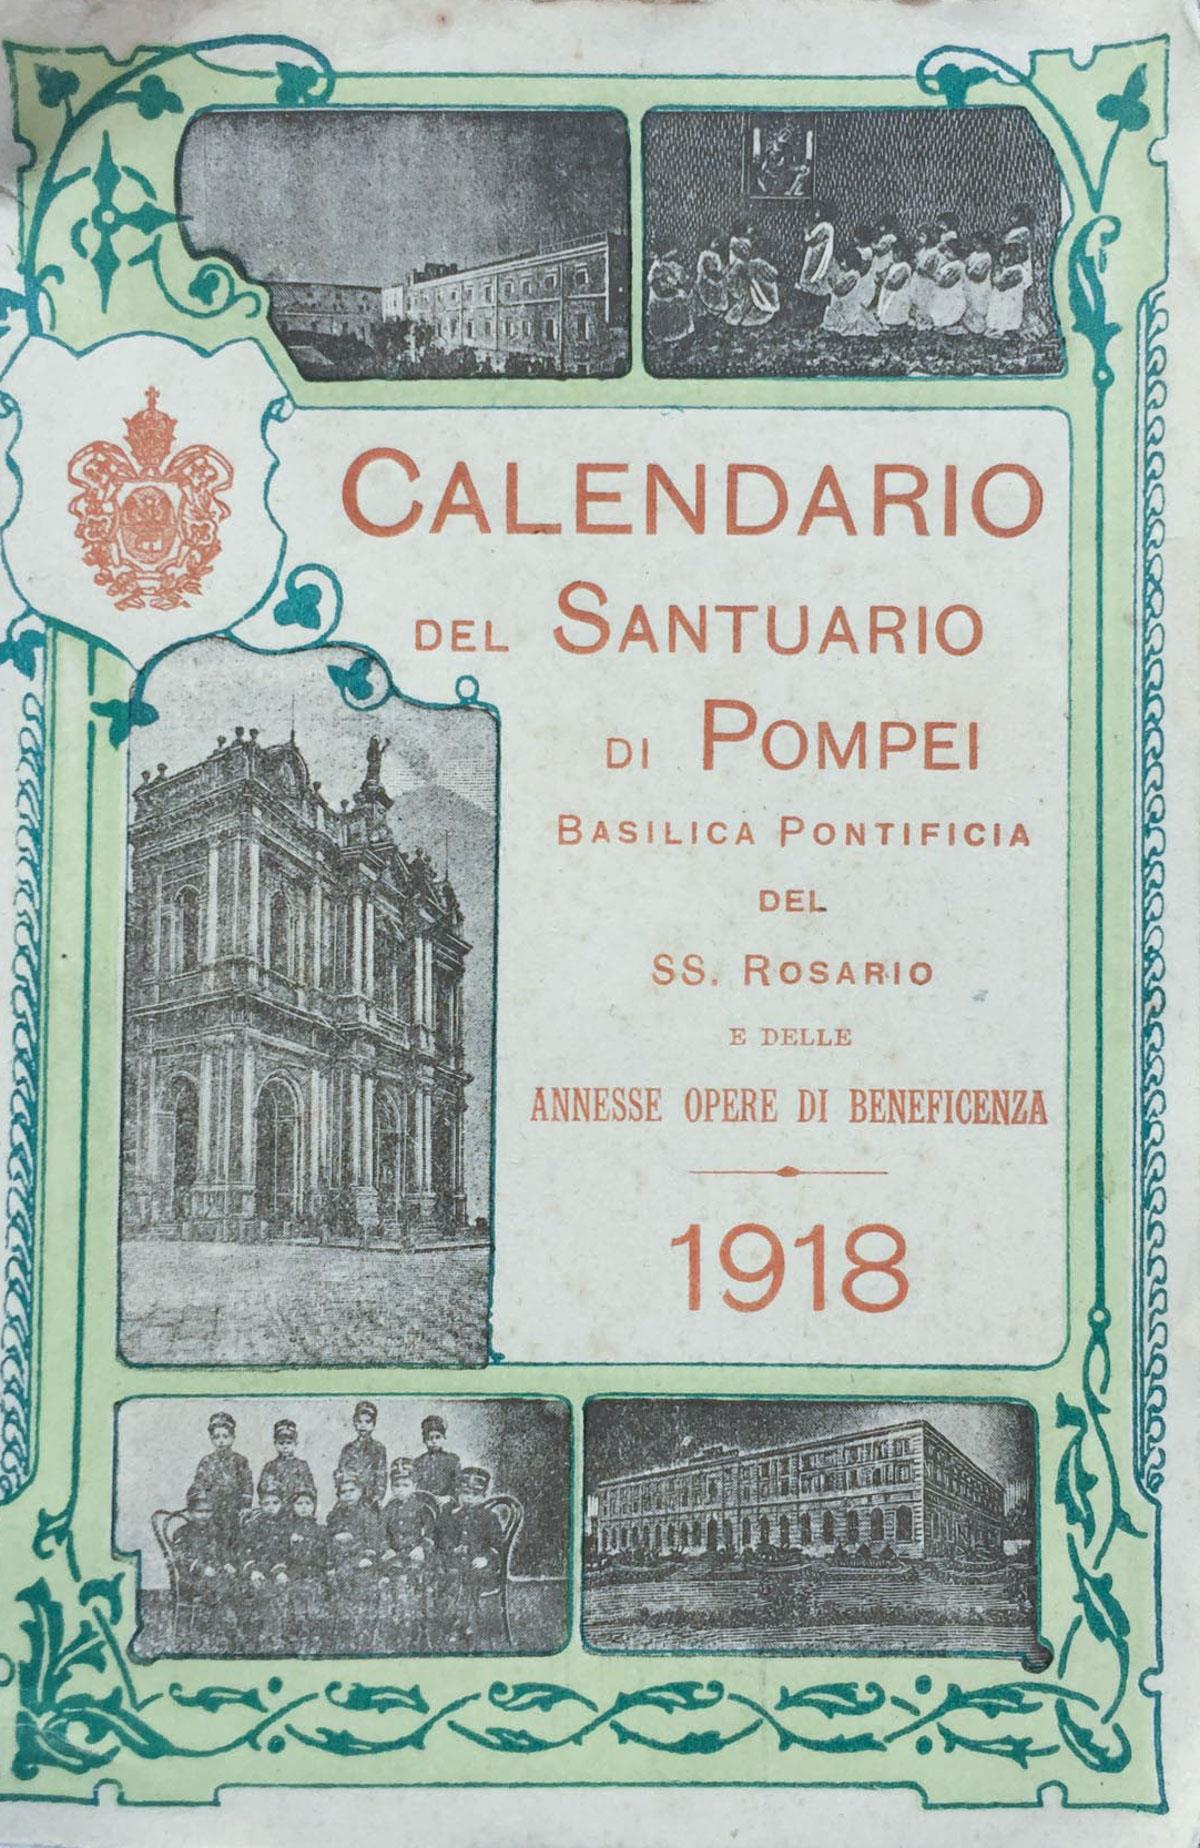 CALENDARIO
DEL SANTUARIO
DI POMPEI
BASILICA PONTIFICIA
DEL
SS. ROSARIO
E DELLE
ANNESSE OPERE DI BENEFICENZA
1918